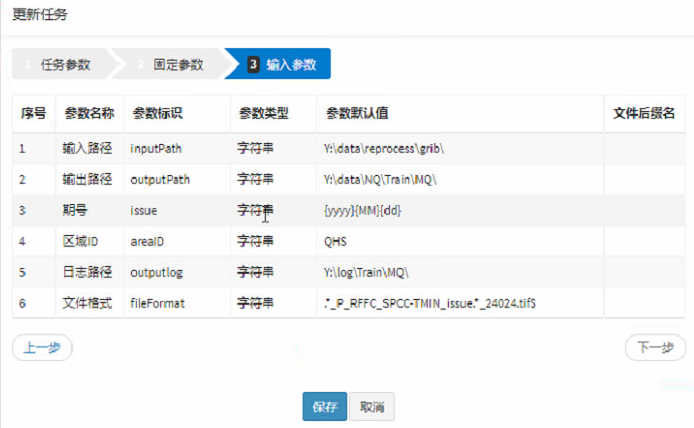 更新任务
1 任务参数 2 固定参数 3 输入参数
序号 参数名称 参数标识 参数类型 参数默认值 文件后缀名
1 输入路径 inputPath 字符串 Y:\data\reprocess\grib\
2 输出路径 outputPath 字符串 Y:\data\NQ\Train\MQ\
3 期号 issue 字符串 {yyyy}{MM}{dd}
4 区域ID areaID 字符串 QHS
5 日志路径 outputlog 字符串 Y:\log\Train\MQ\
6 文件格式 fileFormat 字符串 .*_P_RFFC_SPCC-TMIN_issue.*_24024.tif$
上一步 下一步
保存 取消